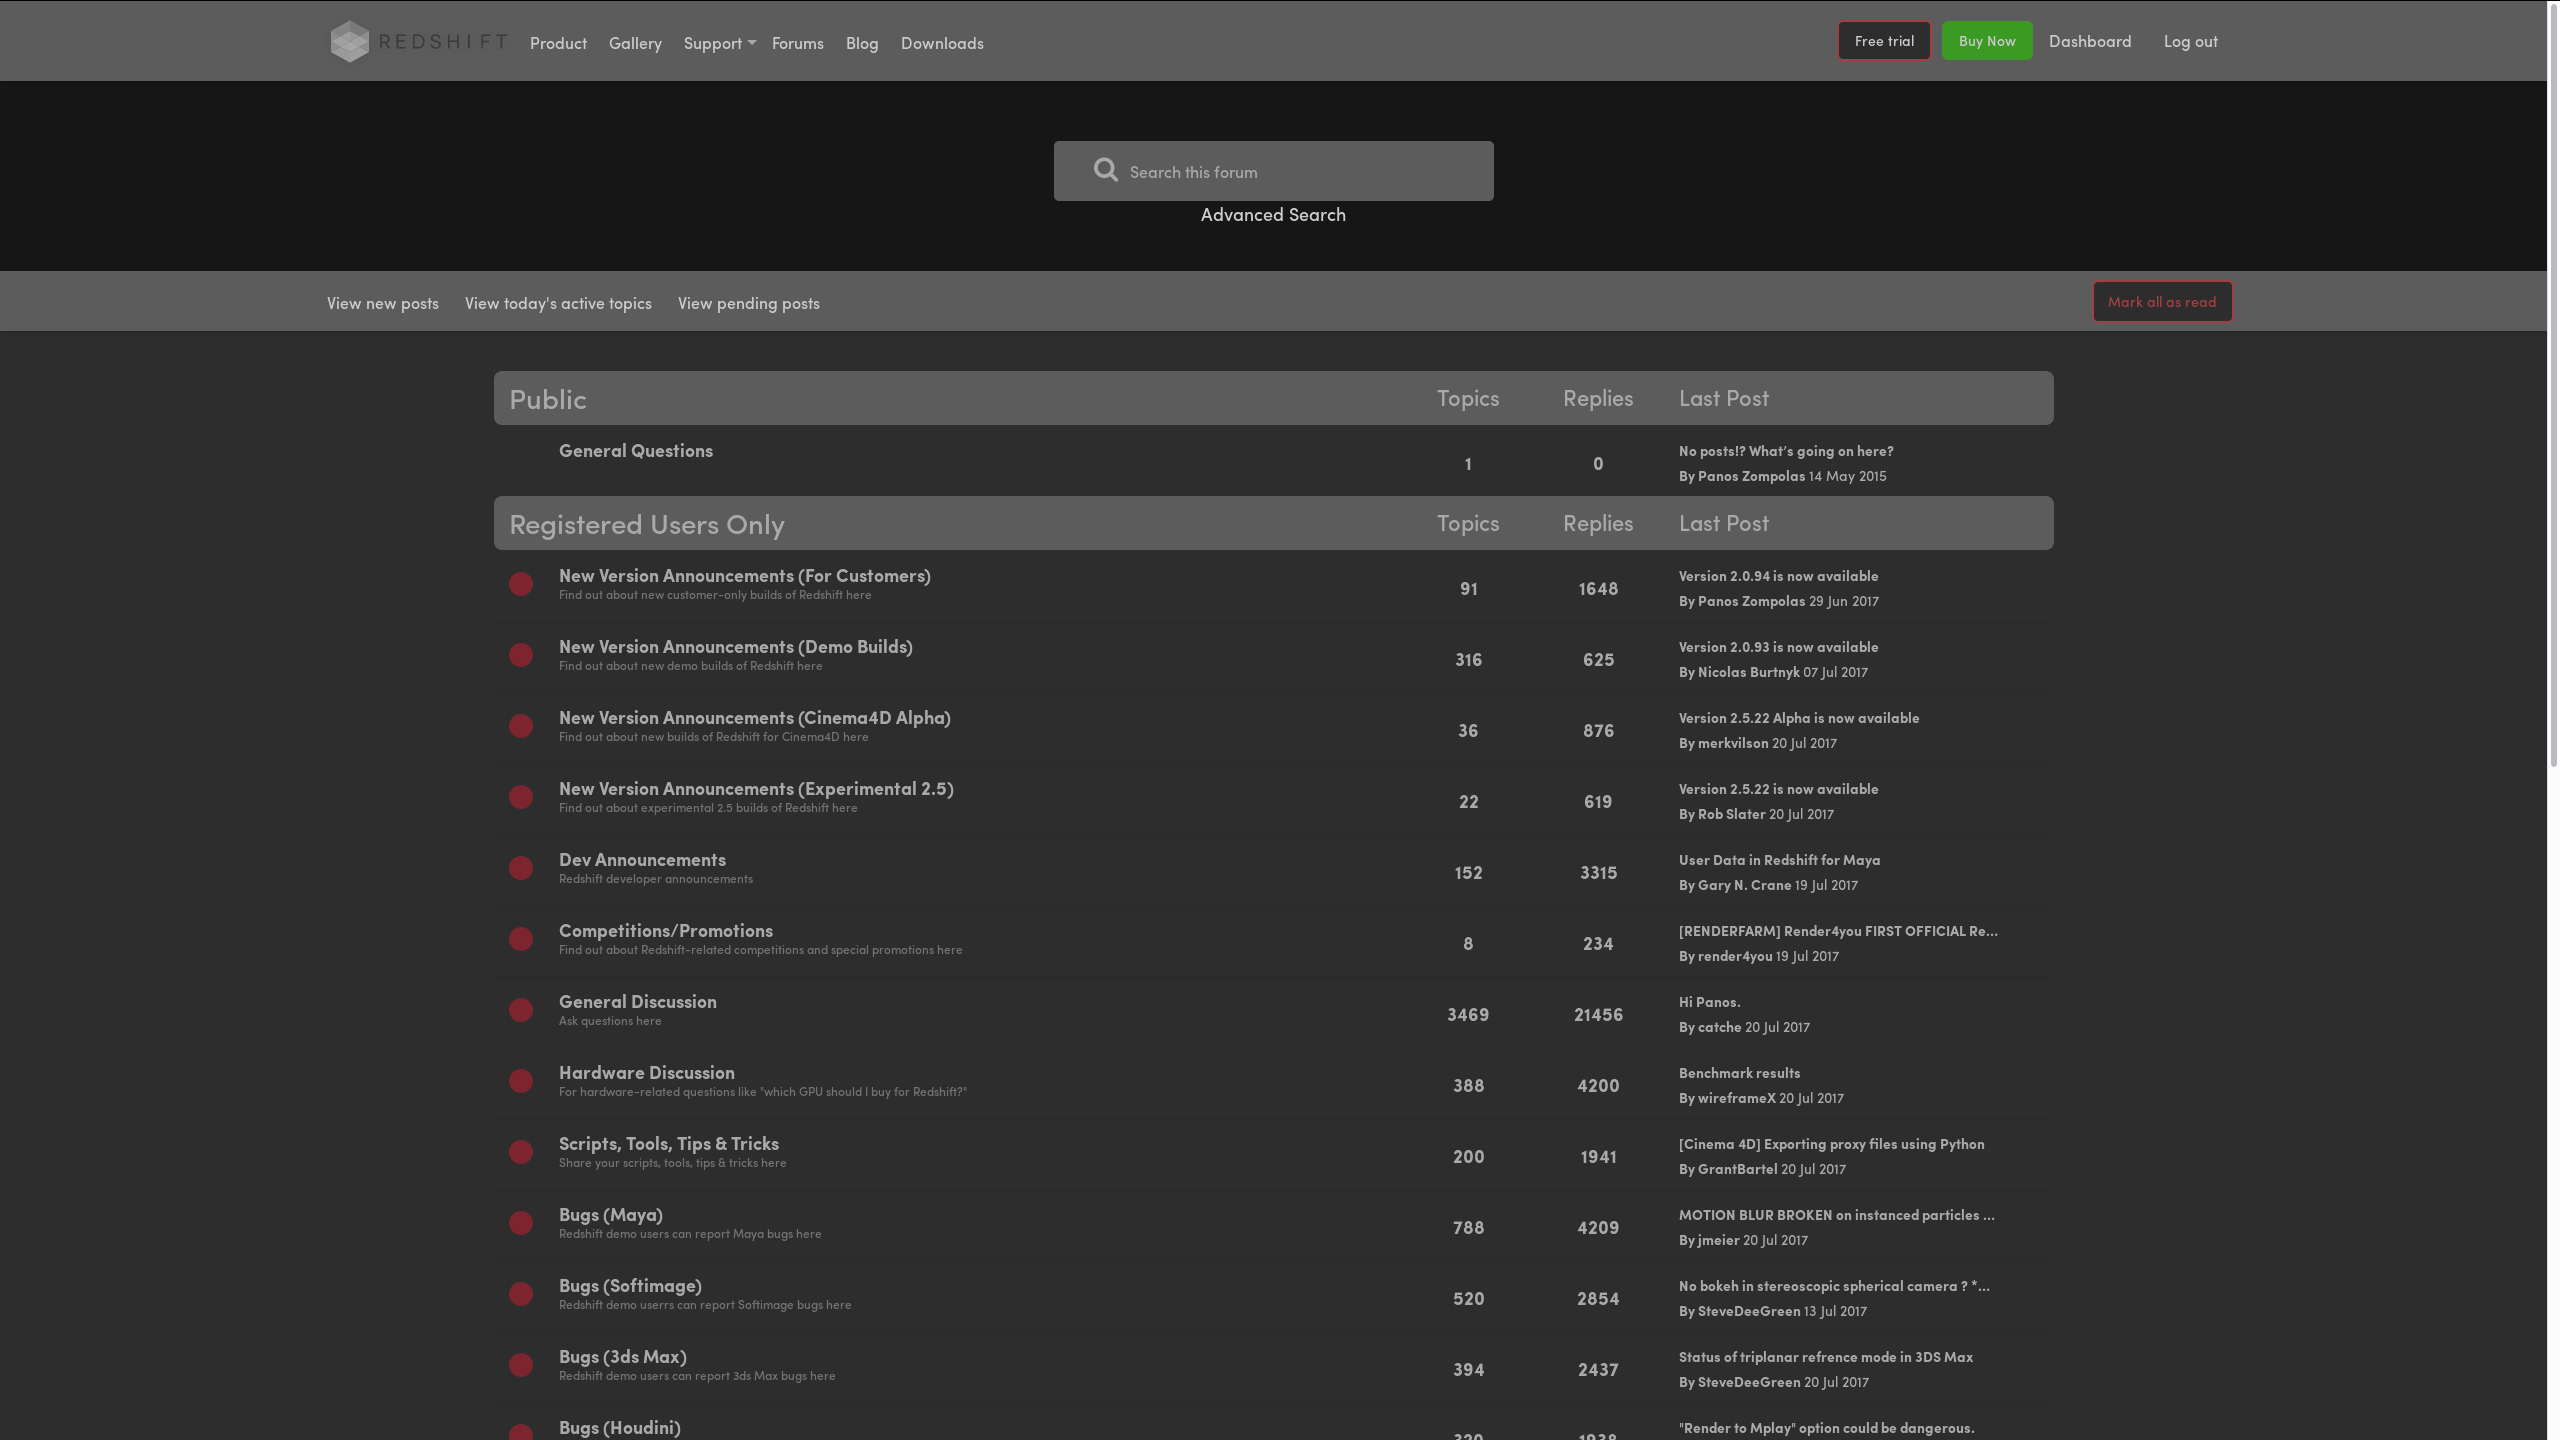 REDSHIFT Product Gallery Support Forums Blog Downloads Free trial Buy Now Dashboard Log out
Search this forum
Advanced Search
View new posts View today's active topics View pending posts Mark all as read
Public Topics Replies Last Post
General Questions 1 0 No posts!? What's going on here?
By Panos Zompolas 14 May 2015
Registered Users Only Topics Replies Last Post
New Version Announcements (For Customers) 91 1648 Version 2.0.94 is now available
Find out about new customer-only builds of Redshift here By Panos Zompolas 29 Jun 2017
New Version Announcements (Demo Builds) 316 625 Version 2.0.93 is now available
Find out about new demo builds of Redshift here By Nicolas Burtnyk 07 Jul 2017
New Version Announcements (Cinema4D Alpha) 36 876 Version 2.5.22 Alpha is now available
Find out about new builds of Redshift for Cinema4D here By merkvilson 20 Jul 2017
New Version Announcements (Experimental 2.5) 22 619 Version 2.5.22 is now available
Find out about experimental 2.5 builds of Redshift here By Rob Slater 20 Jul 2017
Dev Announcements 152 3315 User Data in Redshift for Maya
Redshift developer announcements By Gary N. Crane 19 Jul 2017
Competitions/Promotions 8 234 [RENDERFARM] Render4you FIRST OFFICIAL Re...
Find out about Redshift-related competitions and special promotions here By render4you 19 Jul 2017
General Discussion 3469 21456 Hi Panos.
Ask questions here By catche 20 Jul 2017
Hardware Discussion 388 4200 Benchmark results
For hardware-related questions like "which GPU should I buy for Redshift?" By wireframeX 20 Jul 2017
Scripts, Tools, Tips & Tricks 200 1941 [Cinema 4D] Exporting proxy files using Python
Share your scripts, tools, tips & tricks here By GrantBartel 20 Jul 2017
Bugs (Maya) 788 4209 MOTION BLUR BROKEN on instanced particles ...
Redshift demo users can report Maya bugs here By jmeier 20 Jul 2017
Bugs (Softimage) 520 2854 No bokeh in stereoscopic spherical camera ? *...
Redshift demo userrs can report Softimage bugs here By SteveDeeGreen 13 Jul 2017
Bugs (3ds Max) 394 2437 Status of triplanar refrence mode in 3DS Max
Redshift demo users can report 3ds Max bugs here By SteveDeeGreen 20 Jul 2017
Bugs (Houdini) "Render to Mplay" option could be dangerous.